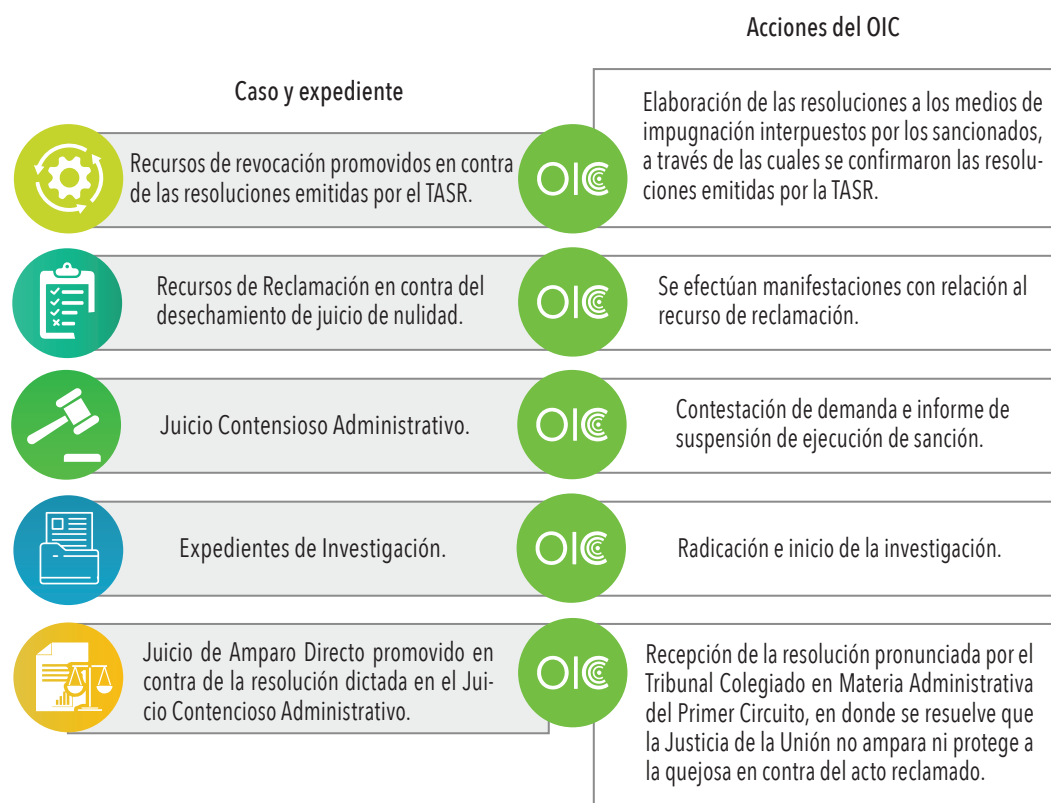 Acciones del OIC
Caso y expediente
Recursos de revocación promovidos en contra
de las resoluciones emitidas por el TASR.
OIC
Elaboración de las resoluciones a los medios de
impugnación interpuestos por los sancionados,
a través de las cuales se confirmaron las resolu-
ciones emitidas por la TASR.
Recursos de Reclamación en contra del
desechamiento de juicio de nulidad.
OIC
Se efectúan manifestaciones con relación al
recurso de reclamación.
Juicio Contensioso Administrativo.
OIC
Contestación de demanda e informe de
suspensión de ejecución de sanción.
Expedientes de Investigación.
OIC
Radicación e inicio de la investigación.
Juicio de Amparo Directo promovido en
contra de la resolución dictada en el Jui-
cio Contencioso Administrativo.
OIC
Recepción de la resolución pronunciada por el
Tribunal Colegiado en Materia Administrativa
del Primer Circuito, en donde se resuelve que
la Justicia de la Unión no ampara ni protege a
la quejosa en contra del acto reclamado.